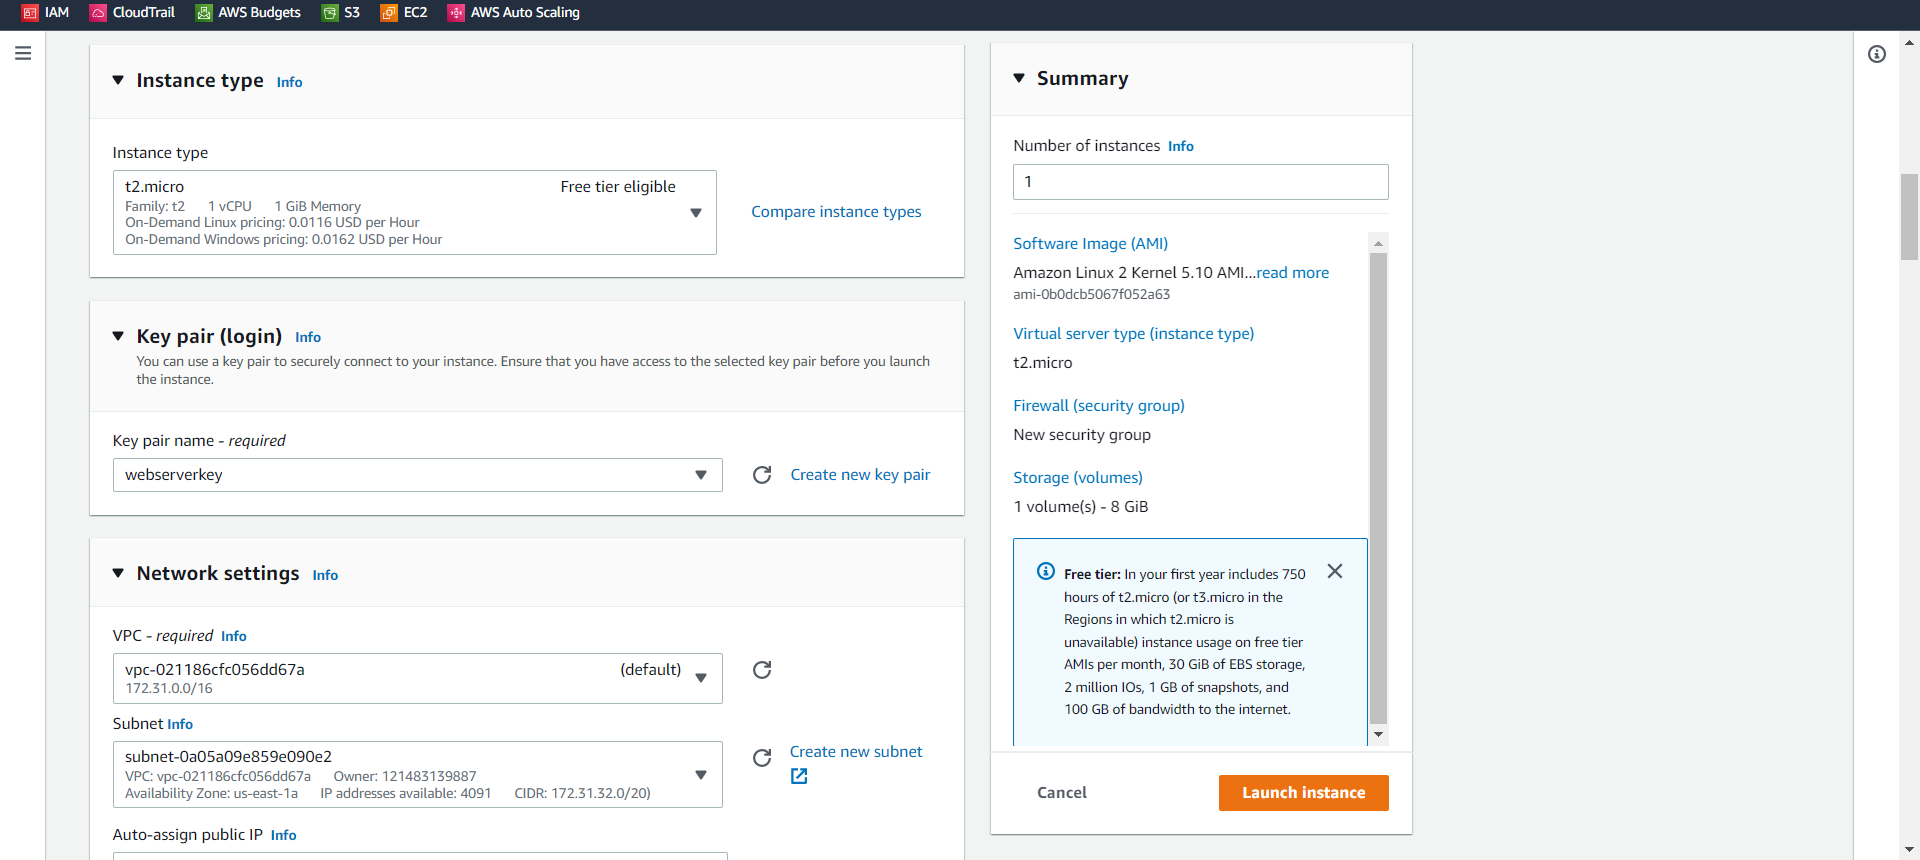 IAM CloudTrail AWS Budgets S3 EC2 AWS Auto Scaling
Instance type Info
Instance type
t2.micro Free tier eligible
Family: t2 1 vCPU 1 GiB Memory
On-Demand Linux pricing: 0.0116 USD per Hour
On-Demand Windows pricing: 0.0162 USD per Hour
Compare instance types
Key pair (login) Info
You can use a key pair to securely connect to your instance. Ensure that you have access to the selected key pair before you launch
the instance.
Key pair name - required
webserverkey
Create new key pair
Network settings Info
VPC - required Info
vpc-021186cfc056dd67a (default)
172.31.0.0/16
Subnet Info
subnet-0a05a09e859e090e2
VPC: vpc-021186cfc056dd67a Owner: 121483139887
Availability Zone: us-east-1a IP addresses available: 4091 CIDR: 172.31.32.0/20)
Create new subnet
Auto-assign public IP Info
Summary
Number of instances Info
1
Software Image (AMI)
Amazon Linux 2 Kernel 5.10 AMI...read more
ami-0b0dcb5067f052a63
Virtual server type (instance type)
t2.micro
Firewall (security group)
New security group
Storage (volumes)
1 volume(s) - 8 GiB
Free tier: In your first year includes 750
hours of t2.micro (or t3.micro in the
Regions in which t2.micro is
unavailable) instance usage on free tier
AMIs per month, 30 GiB of EBS storage,
2 million IOs, 1 GB of snapshots, and
100 GB of bandwidth to the internet.
Cancel Launch instance